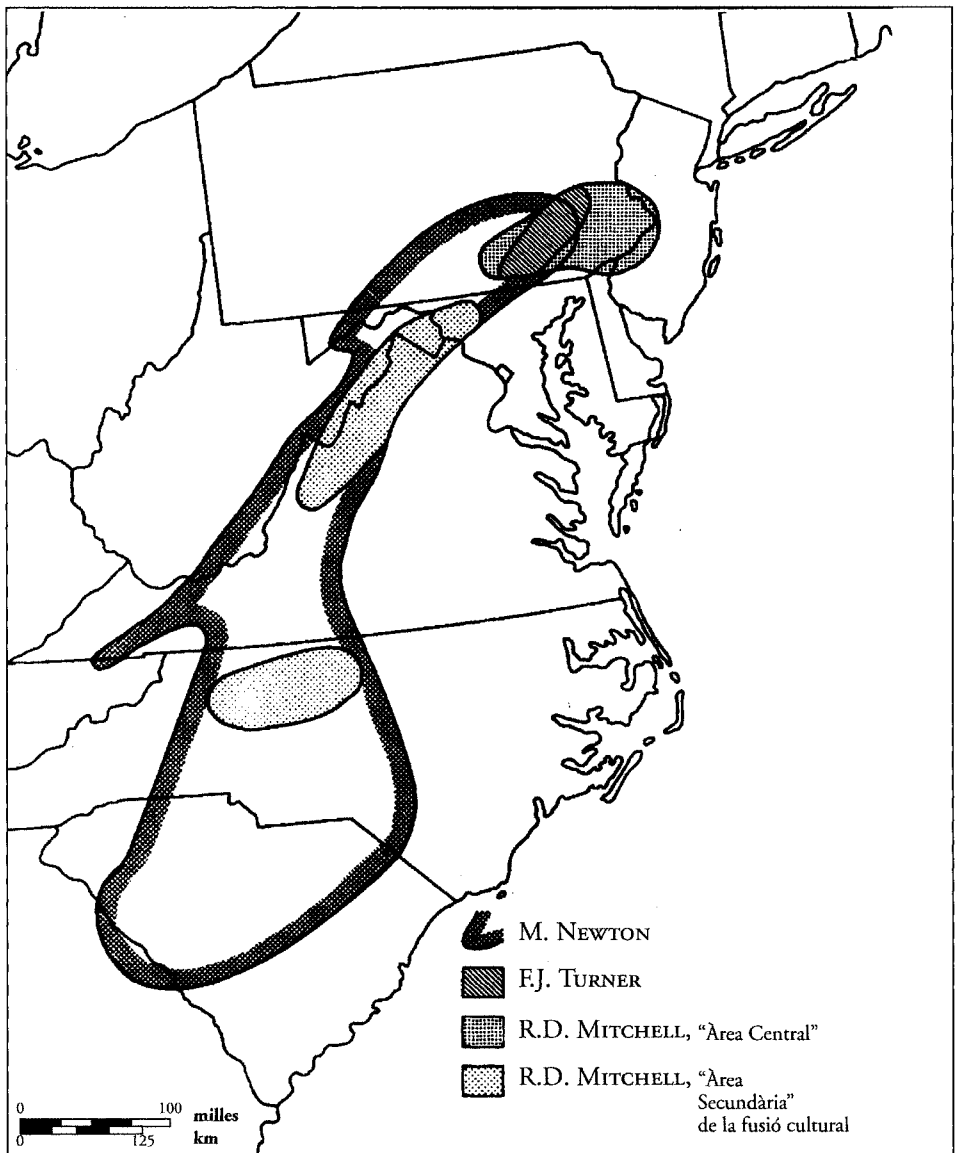 M. NEWTON
F.J. TURNER
R.D. MITCHELL, “Àrea Central”
R.D. MITCHELL, “Àrea
Secundària”
de la fusió cultural
0 100 milles
0 125 km